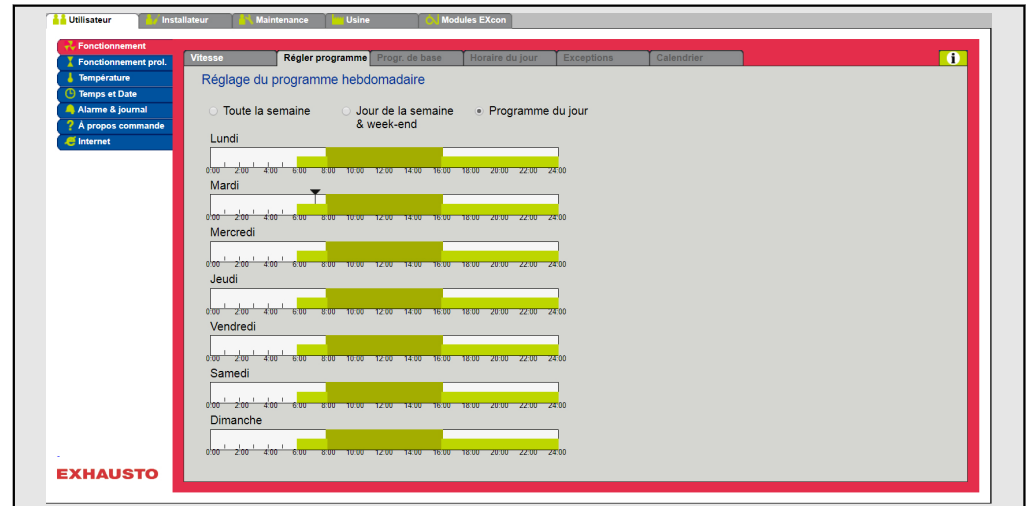 Utilisateur Installateur Maintenance Usine Modules EXcon
Fonctionnement
Fonctionnement prol.
Température
Temps et Date
Alarme & journal
? À propos commande
Internet
Vitesse Régler programme Progr. de base Horaire du jour Exceptions Calendrier i
Réglage du programme hebdomadaire
Toute la semaine Jour de la semaine & week-end Programme du jour
Lundi
0:00 2:00 4:00 6:00 8:00 10:00 12:00 14:00 16:00 18:00 20:00 22:00 24:00
Mardi
0:00 2:00 4:00 6:00 8:00 10:00 12:00 14:00 16:00 18:00 20:00 22:00 24:00
Mercredi
0:00 2:00 4:00 6:00 8:00 10:00 12:00 14:00 16:00 18:00 20:00 22:00 24:00
Jeudi
0:00 2:00 4:00 6:00 8:00 10:00 12:00 14:00 16:00 18:00 20:00 22:00 24:00
Vendredi
0:00 2:00 4:00 6:00 8:00 10:00 12:00 14:00 16:00 18:00 20:00 22:00 24:00
Samedi
0:00 2:00 4:00 6:00 8:00 10:00 12:00 14:00 16:00 18:00 20:00 22:00 24:00
Dimanche
0:00 2:00 4:00 6:00 8:00 10:00 12:00 14:00 16:00 18:00 20:00 22:00 24:00
EXHAUSTO